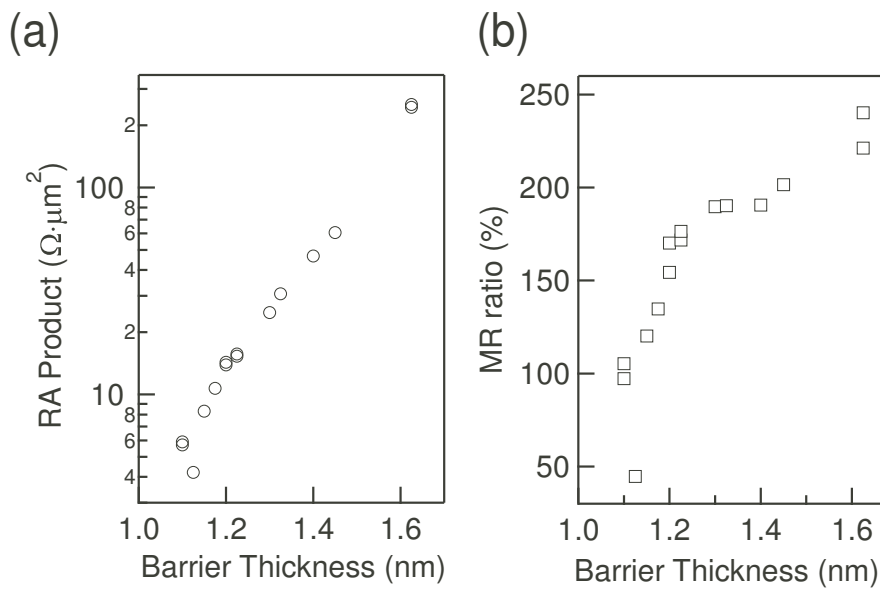 (a)
(b)
RA Product (Ω·μm²)
2
100
8
6
4
2
10
8
6
4
1.0 1.2 1.4 1.6
Barrier Thickness (nm)
MR ratio (%)
250
200
150
100
50
1.0 1.2 1.4 1.6
Barrier Thickness (nm)